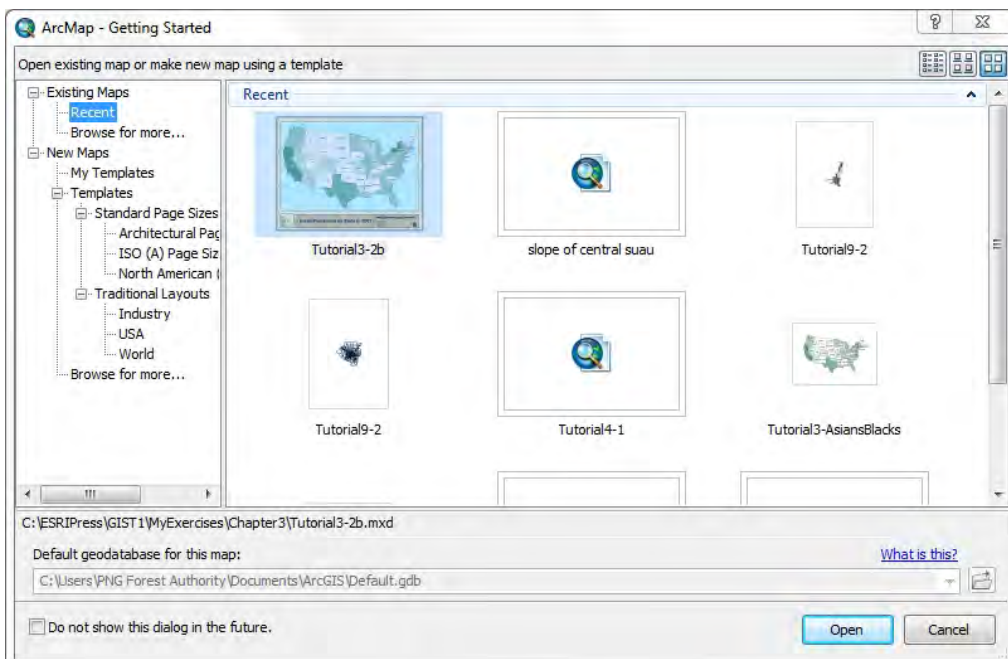 ArcMap - Getting Started
Open existing map or make new map using a template
Existing Maps
Recent
Browse for more...
New Maps
My Templates
Templates
Standard Page Sizes
Architectural Pag
ISO (A) Page Siz
North American (
Traditional Layouts
Industry
USA
World
Browse for more...
Recent
Tutorial3-2b
slope of central suau
Tutorial9-2
Tutorial9-2
Tutorial4-1
Tutorial3-AsiansBlacks
C:\ESRIPress\GIST1\MyExercises\Chapter3\Tutorial3-2b.mxd
Default geodatabase for this map:
What is this?
C:\Users\PNG Forest Authority\Documents\ArcGIS\Default.gdb
Do not show this dialog in the future.
Open
Cancel